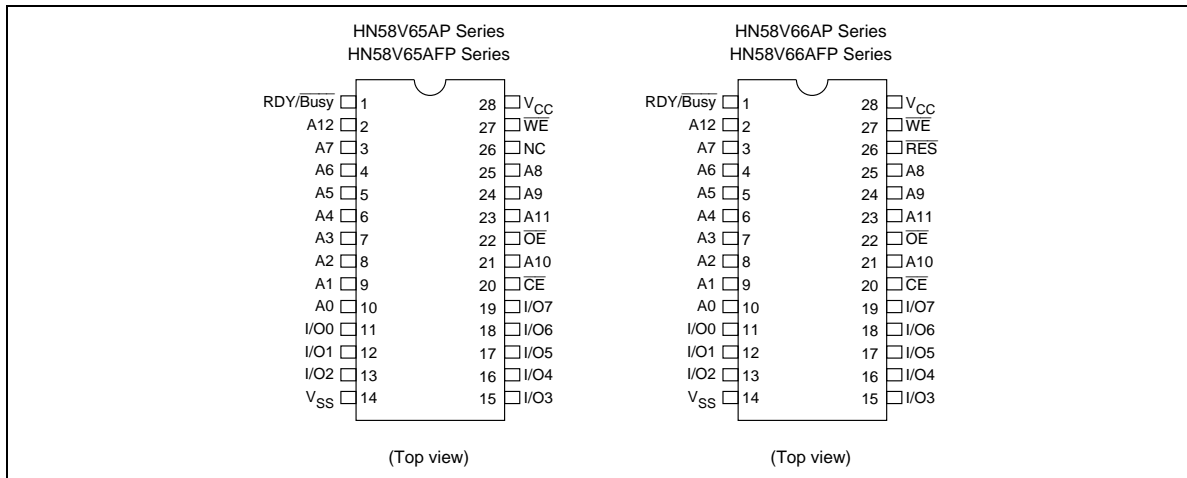 HN58V65AP Series
HN58V65AFP Series
RDY/Busy 1 28 VCC
A12 2 27 WE
A7 3 26 NC
A6 4 25 A8
A5 5 24 A9
A4 6 23 A11
A3 7 22 OE
A2 8 21 A10
A1 9 20 CE
A0 10 19 I/O7
I/O0 11 18 I/O6
I/O1 12 17 I/O5
I/O2 13 16 I/O4
VSS 14 15 I/O3
(Top view)
HN58V66AP Series
HN58V66AFP Series
RDY/Busy 1 28 VCC
A12 2 27 WE
A7 3 26 RES
A6 4 25 A8
A5 5 24 A9
A4 6 23 A11
A3 7 22 OE
A2 8 21 A10
A1 9 20 CE
A0 10 19 I/O7
I/O0 11 18 I/O6
I/O1 12 17 I/O5
I/O2 13 16 I/O4
VSS 14 15 I/O3
(Top view)